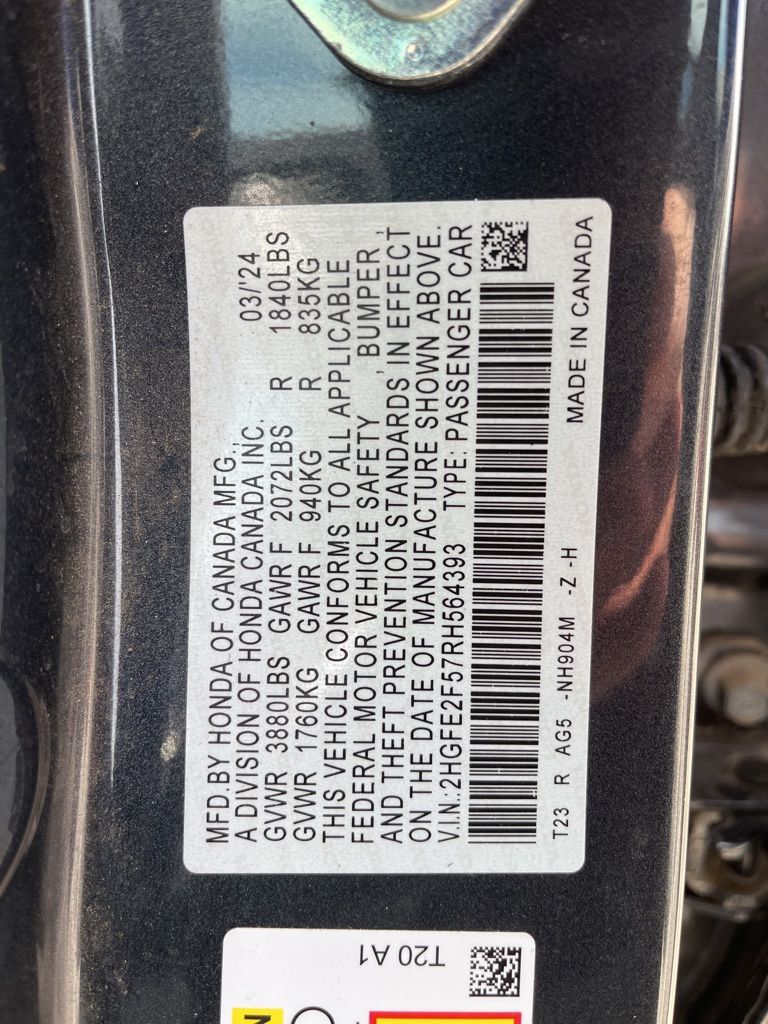 MFD.BY HONDA OF CANADA MFG.,
A DIVISION OF HONDA CANADA INC. 03/'24
GVWR 3880LBS GAWR F 2072LBS R 1840LBS
GVWR 1760KG GAWR F 940KG R 835KG
THIS VEHICLE CONFORMS TO ALL APPLICABLE
FEDERAL MOTOR VEHICLE SAFETY , BUMPER ,
AND THEFT PREVENTION STANDARDS IN EFFECT
ON THE DATE OF MANUFACTURE SHOWN ABOVE.
V.I.N.:2HGFE2F57RH564393 TYPE: PASSENGER CAR
T23 R AG5 -NH904M -Z -H MADE IN CANADA
T20 A1
N